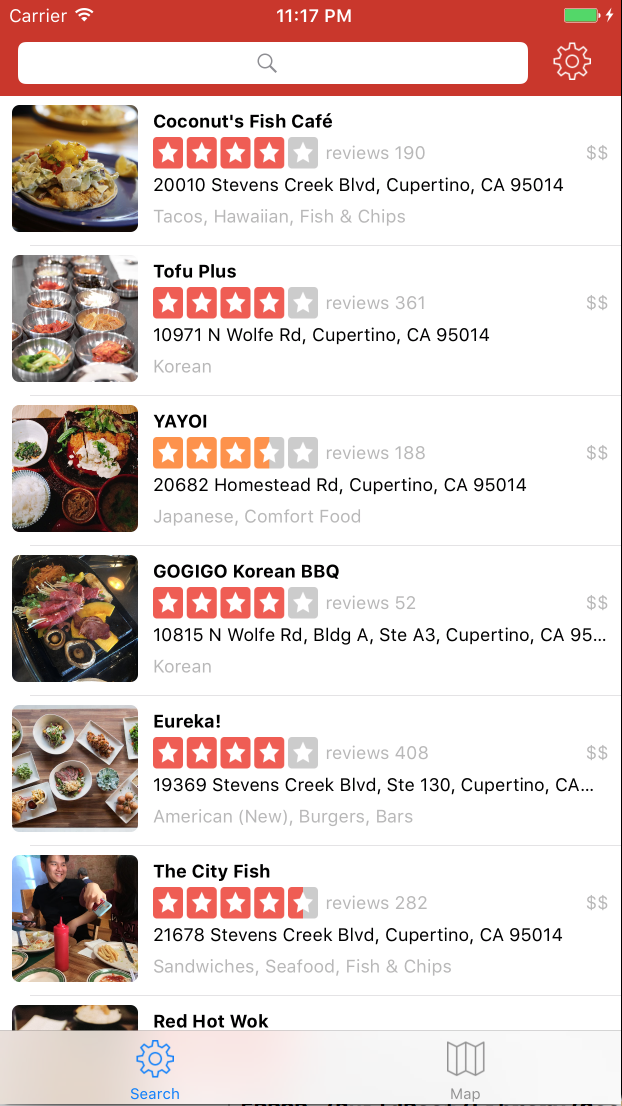 Carrier 11:17 PM
Coconut's Fish Café
reviews 190 $$
20010 Stevens Creek Blvd, Cupertino, CA 95014
Tacos, Hawaiian, Fish & Chips
Tofu Plus
reviews 361 $$
10971 N Wolfe Rd, Cupertino, CA 95014
Korean
YAYOI
reviews 188 $$
20682 Homestead Rd, Cupertino, CA 95014
Japanese, Comfort Food
GOGIGO Korean BBQ
reviews 52 $$
10815 N Wolfe Rd, Bldg A, Ste A3, Cupertino, CA 95...
Korean
Eureka!
reviews 408 $$
19369 Stevens Creek Blvd, Ste 130, Cupertino, CA...
American (New), Burgers, Bars
The City Fish
reviews 282 $$
21678 Stevens Creek Blvd, Cupertino, CA 95014
Sandwiches, Seafood, Fish & Chips
Red Hot Wok
Search Map